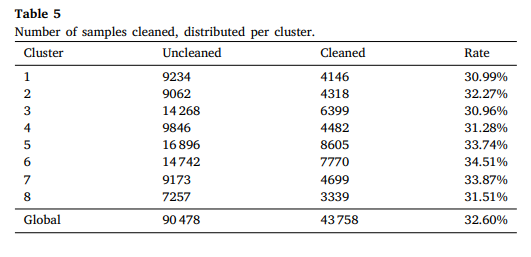 Table 5
Number of samples cleaned, distributed per cluster.
Cluster Uncleaned Cleaned Rate
1 9234 4146 30.99%
2 9062 4318 32.27%
3 14 268 6399 30.96%
4 9846 4482 31.28%
5 16 896 8605 33.74%
6 14 742 7770 34.51%
7 9173 4699 33.87%
8 7257 3339 31.51%
Global 90 478 43 758 32.60%